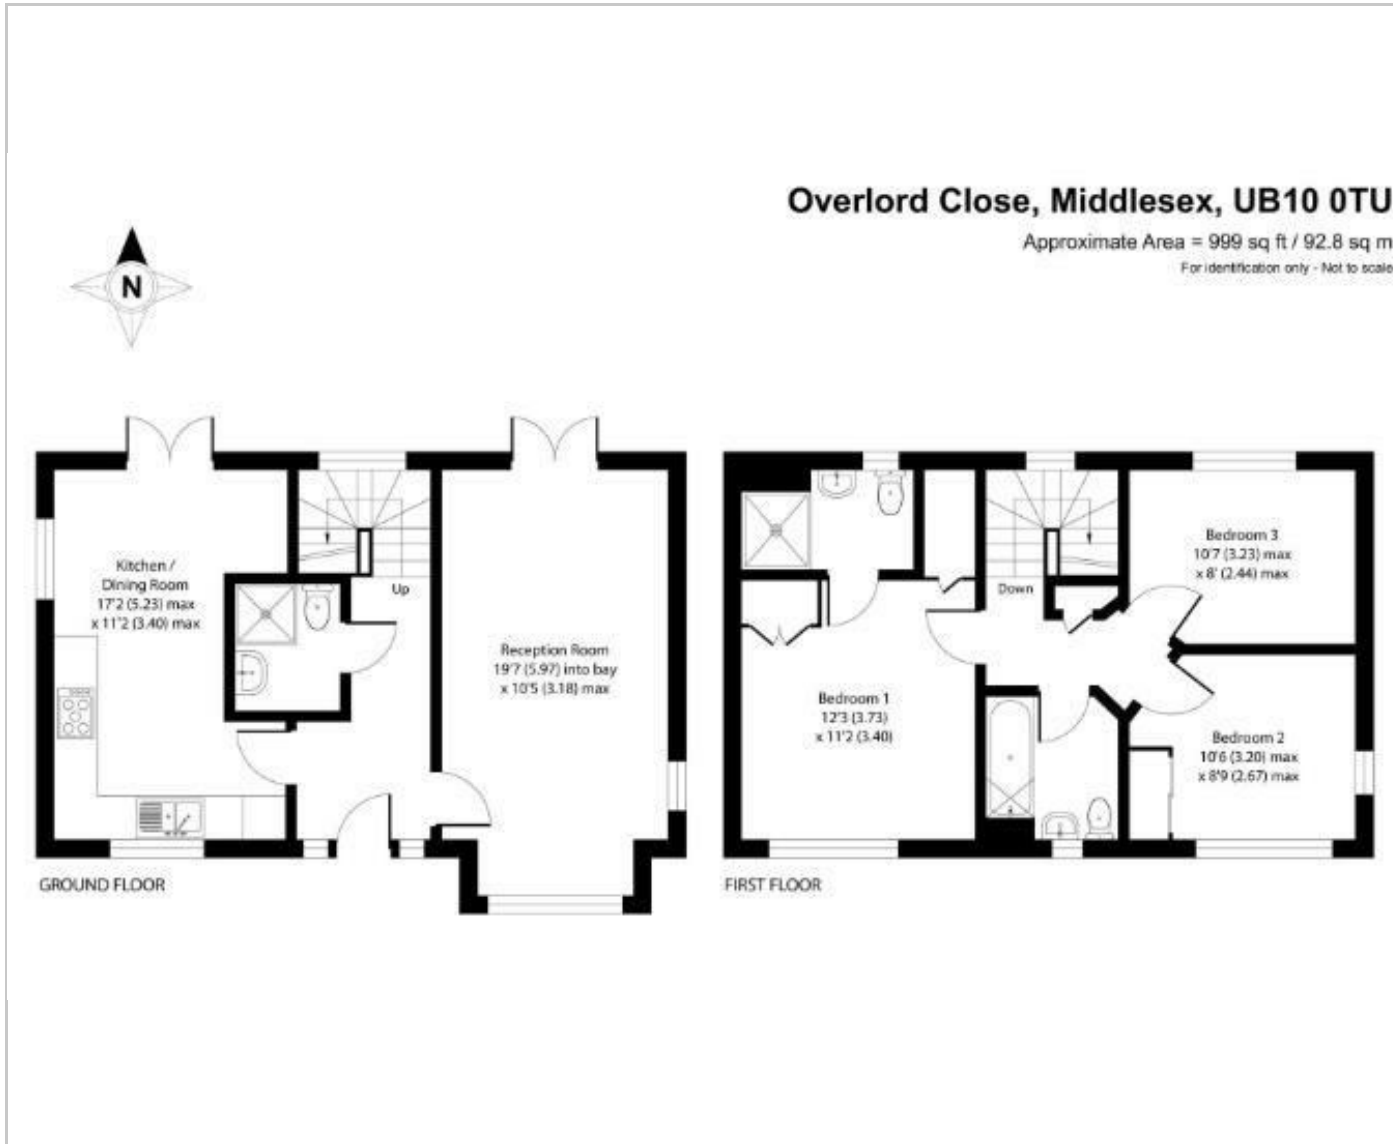 Overlord Close, Middlesex, UB10 0TU
Approximate Area = 999 sq ft / 92.8 sq m
For identification only - Not to scale
N
Kitchen /
Dining Room
17'2 (5.23) max
x 11'2 (3.40) max
Up
Reception Room
19'7 (5.97) into bay
x 10'5 (3.18) max
GROUND FLOOR
Bedroom 3
10'7 (3.23) max
x 8' (2.44) max
Down
Bedroom 1
12'3 (3.73)
x 11'2 (3.40)
Bedroom 2
10'6 (3.20) max
x 8'9 (2.67) max
FIRST FLOOR